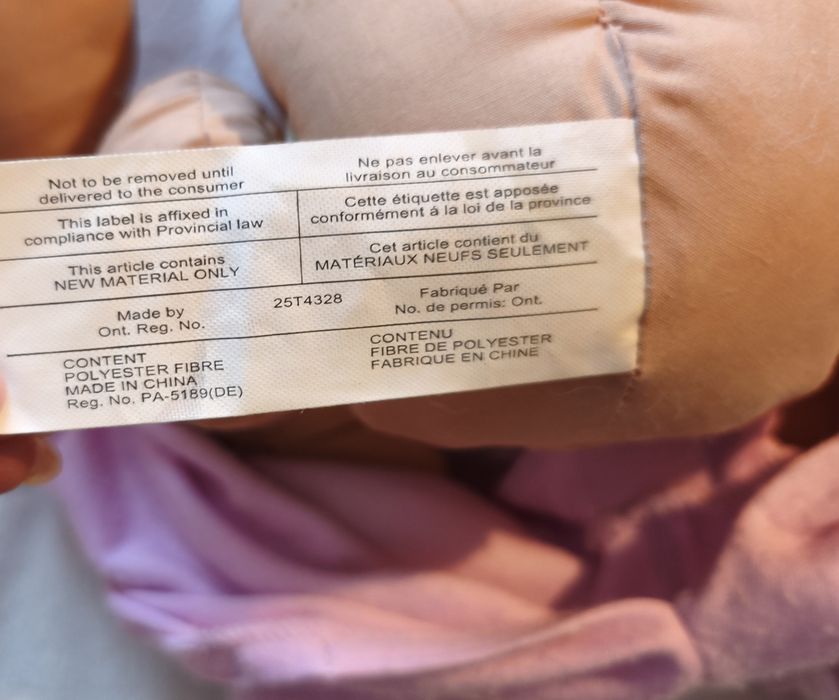 Not to be removed until
delivered to the consumer
Ne pas enlever avant la
livraison au consommateur
This label is affixed in
compliance with Provincial law
Cette étiquette est apposée
conformément á la loi de la province
This article contains
NEW MATERIAL ONLY
Cet article contient du
MATÉRIAUX NEUFS SEULEMENT
Made by
Ont. Reg. No.
25T4328
Fabriqué Par
No. de permis: Ont.
CONTENT
POLYESTER FIBRE
MADE IN CHINA
Reg. No. PA-5189(DE)
CONTENU
FIBRE DE POLYESTER
FABRIQUE EN CHINE